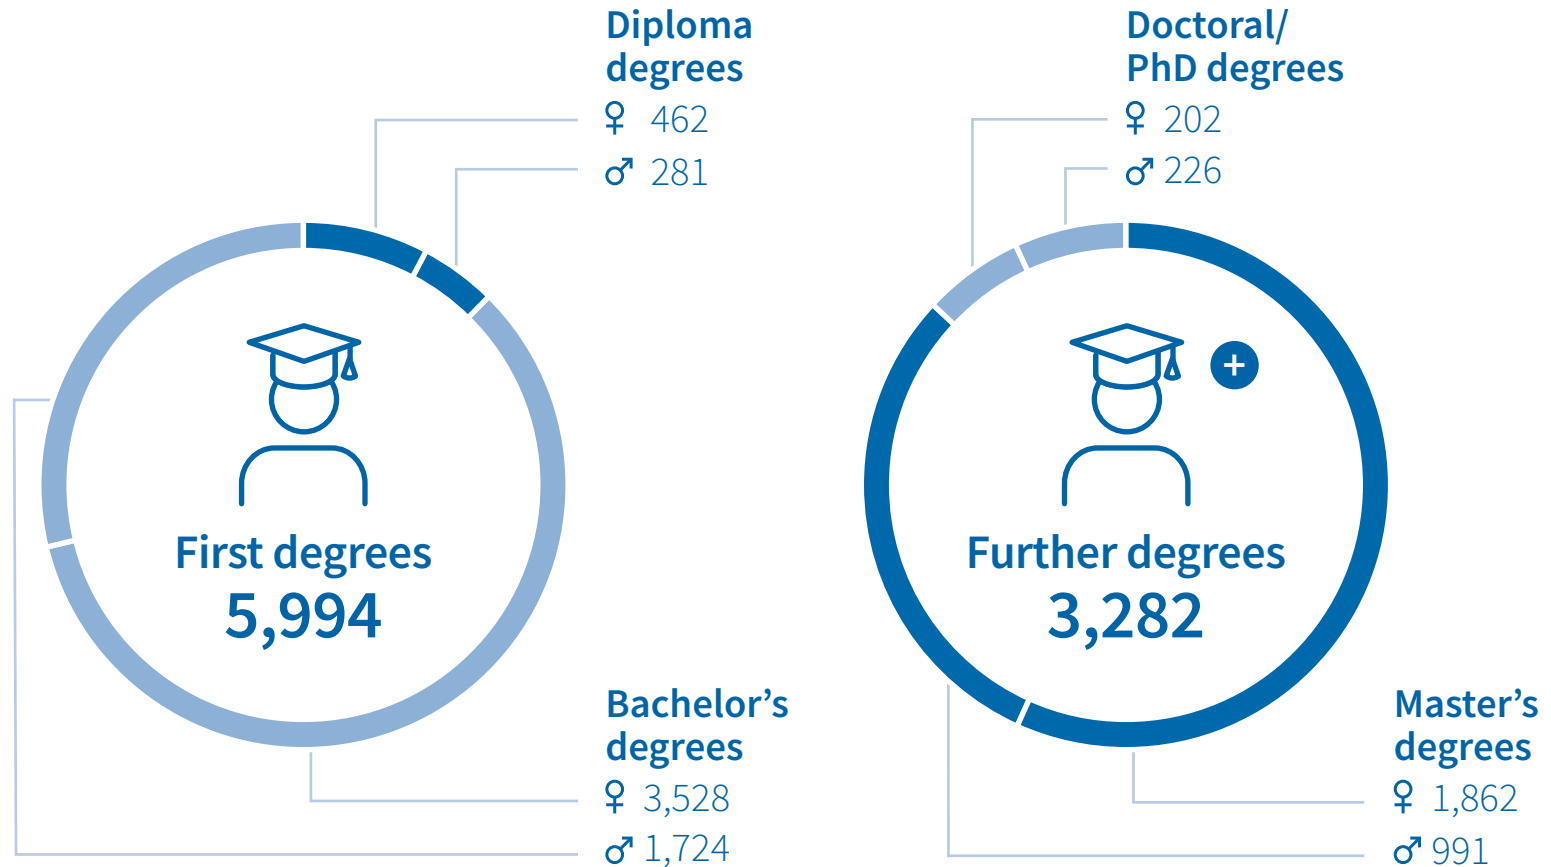 Diploma
degrees
♀ 462
♂ 281
First degrees
5,994
Bachelor’s
degrees
♀ 3,528
♂ 1,724
Doctoral/
PhD degrees
♀ 202
♂ 226
+
Further degrees
3,282
Master’s
degrees
♀ 1,862
♂ 991